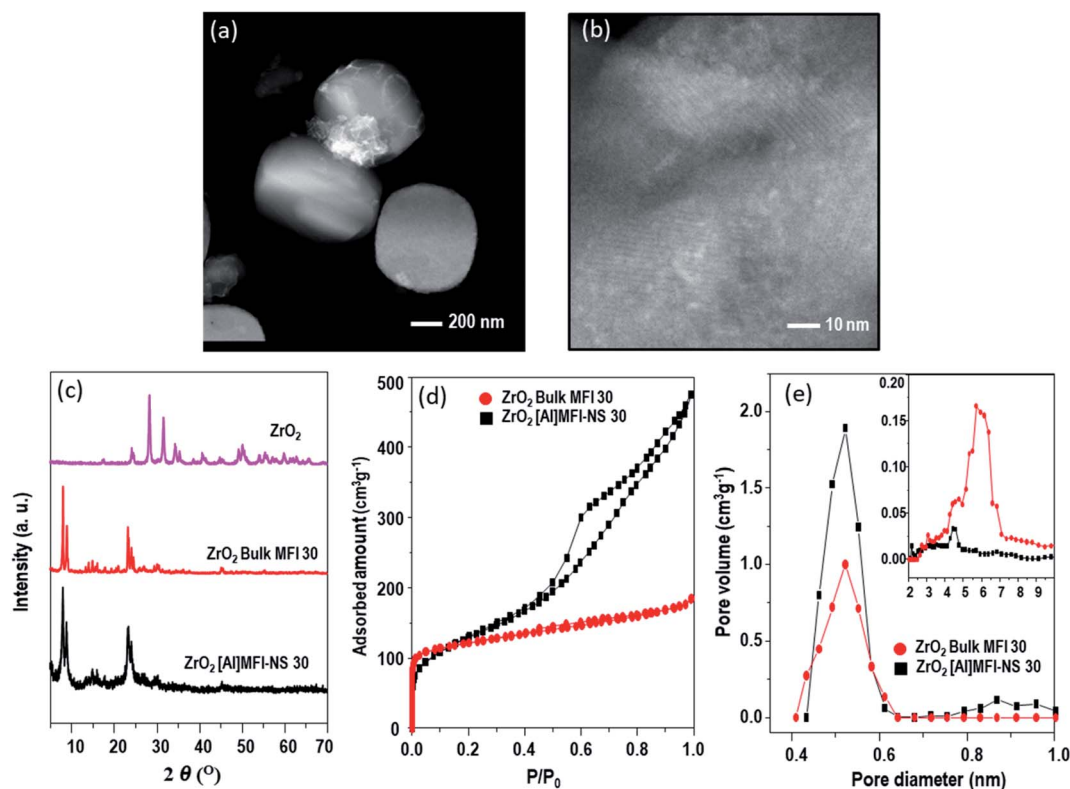 (a)
200 nm
(b)
10 nm
(c)
ZrO2
ZrO2 Bulk MFI 30
ZrO2 [Al]MFI-NS 30
Intensity (a. u.)
10 20 30 40 50 60 70
2 θ (O)
(d)
ZrO2 Bulk MFI 30
ZrO2 [Al]MFI-NS 30
Adsorbed amount (cm3g-1)
500
400
300
200
100
0
0.0 0.2 0.4 0.6 0.8 1.0
P/P0
(e)
Pore volume (cm3g-1)
2.0
1.5
1.0
0.5
0.0
0.20
0.15
0.10
0.05
0.00
2 3 4 5 6 7 8 9
ZrO2 Bulk MFI 30
ZrO2 [Al]MFI-NS 30
0.4 0.6 0.8 1.0
Pore diameter (nm)